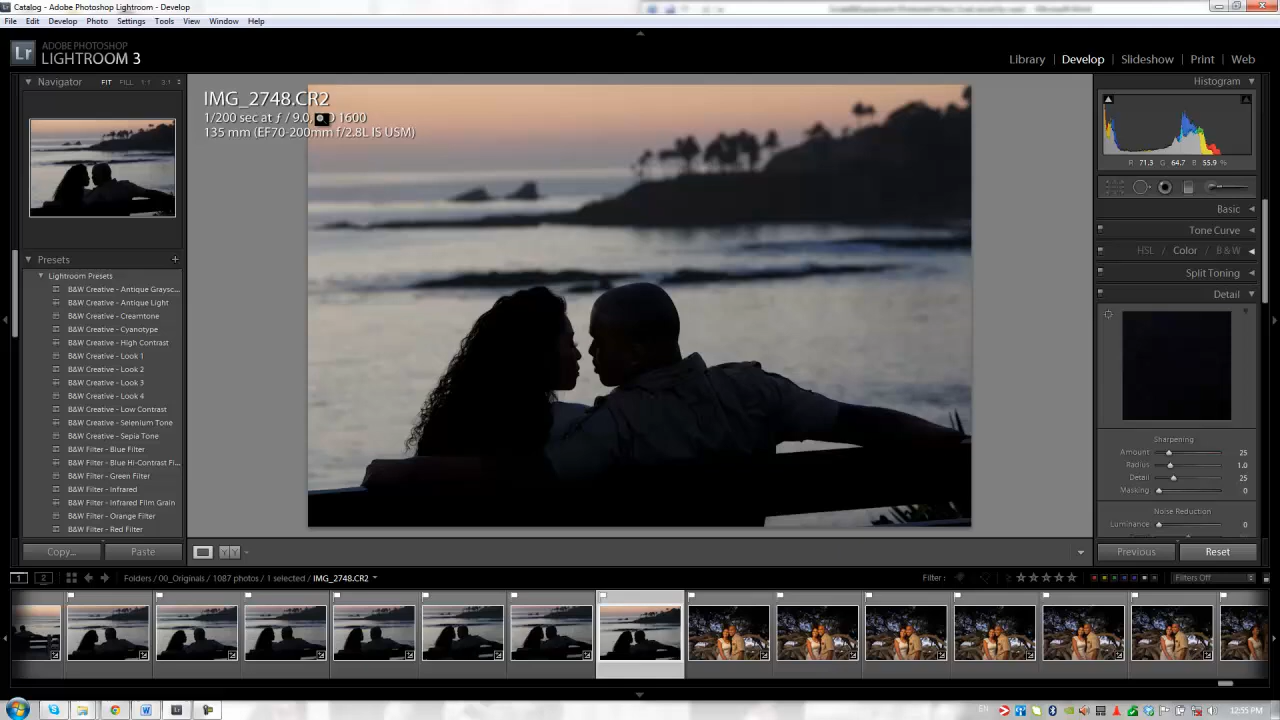 Catalog - Adobe Photoshop Lightroom - Develop
File Edit Develop Photo Settings Tools View Window Help
Lr ADOBE PHOTOSHOP
LIGHTROOM 3
Library | Develop | Slideshow | Print | Web
Navigator FIT FILL 1:1 3:1
IMG_2748.CR2
1/200 sec at ƒ / 9.0, 1600
135 mm (EF70-200mm f/2.8L IS USM)
Histogram
R 71.3 G 64.7 B 55.9 %
Basic
Tone Curve
HSL / Color / B&W
Split Toning
Detail
Presets +
Lightroom Presets
B&W Creative - Antique Graysc...
B&W Creative - Antique Light
B&W Creative - Creamtone
B&W Creative - Cyanotype
B&W Creative - High Contrast
B&W Creative - Look 1
B&W Creative - Look 2
B&W Creative - Look 3
B&W Creative - Look 4
B&W Creative - Low Contrast
B&W Creative - Selenium Tone
B&W Creative - Sepia Tone
B&W Filter - Blue Filter
B&W Filter - Blue Hi-Contrast Fi...
B&W Filter - Green Filter
B&W Filter - Infrared
B&W Filter - Infrared Film Grain
B&W Filter - Orange Filter
B&W Filter - Red Filter
Sharpening
Amount 25
Radius 1.0
Detail 25
Masking 0
Noise Reduction
Luminance 0
Copy... Paste
Previous Reset
1 2 Folders / 00_Originals / 1087 photos / 1 selected / IMG_2748.CR2
Filter : Filters Off
EN 12:55 PM